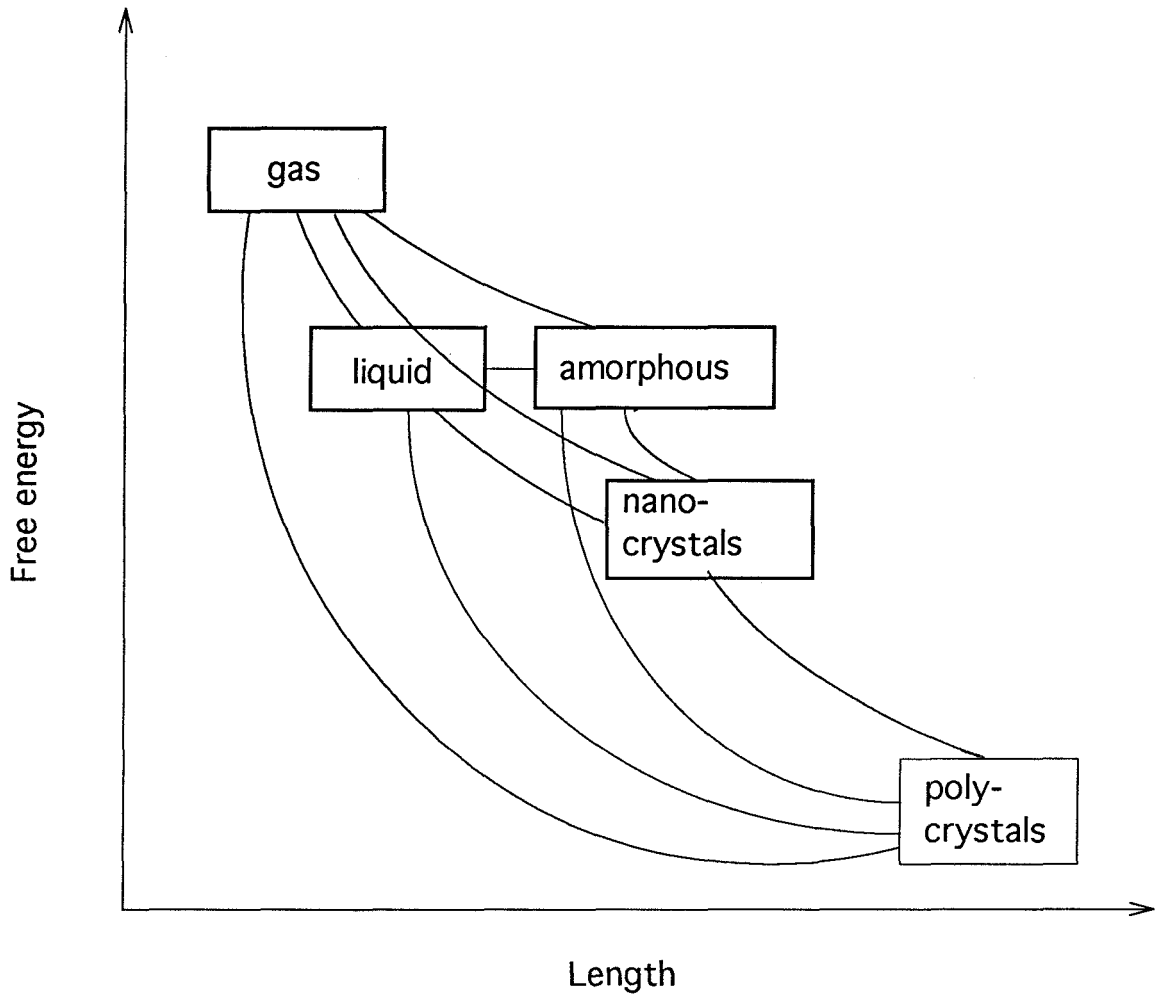 gas
liquid
amorphous
nano-
crystals
poly-
crystals
Free energy
Length